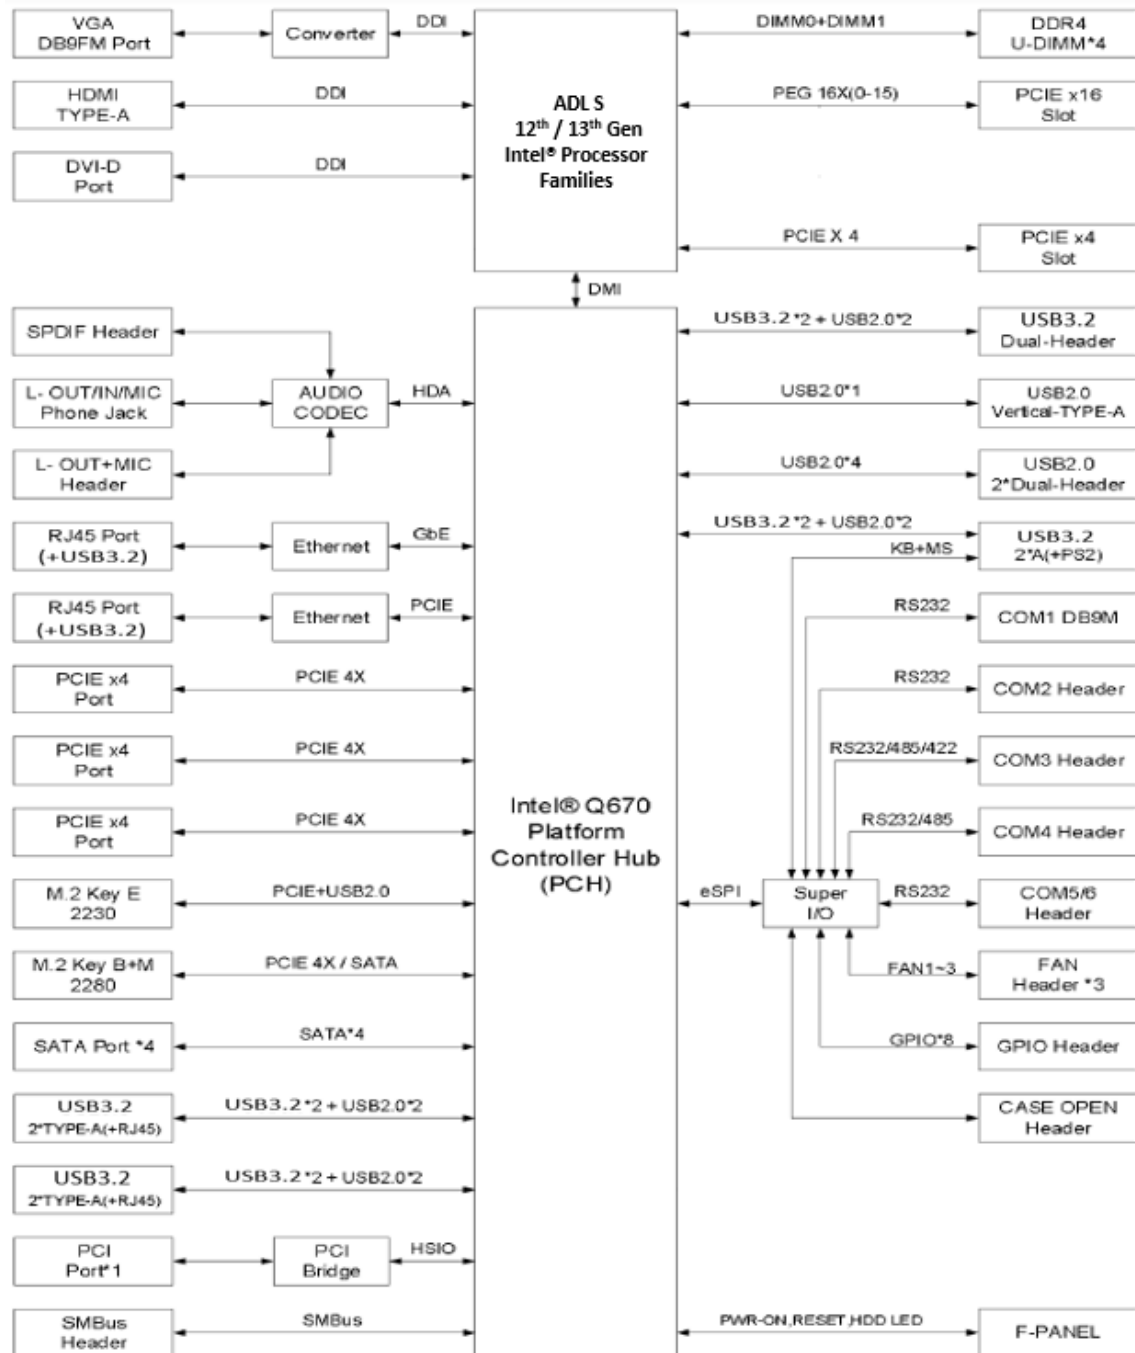 VGA
DB9FM Port
Converter
DDI
HDMI
TYPE-A
DDI
DVI-D
Port
DDI
ADL S
12th / 13th Gen
Intel® Processor
Families
DIMM0+DIMM1
DDR4
U-DIMM*4
PEG 16X(0-15)
PCIE x16
Slot
PCIE X 4
PCIE x4
Slot
DMI
SPDIF Header
L- OUT/IN/MIC
Phone Jack
AUDIO
CODEC
HDA
L- OUT+MIC
Header
RJ45 Port
(+USB3.2)
Ethernet
GbE
RJ45 Port
(+USB3.2)
Ethernet
PCIE
PCIE x4
Port
PCIE 4X
PCIE x4
Port
PCIE 4X
PCIE x4
Port
PCIE 4X
M.2 Key E
2230
PCIE+USB2.0
M.2 Key B+M
2280
PCIE 4X / SATA
SATA Port *4
SATA*4
USB3.2
2*TYPE-A(+RJ45)
USB3.2*2 + USB2.0*2
USB3.2
2*TYPE-A(+RJ45)
USB3.2*2 + USB2.0*2
PCI
Port*1
PCI
Bridge
HSIO
SMBus
Header
SMBus
Intel® Q670
Platform
Controller Hub
(PCH)
USB3.2*2 + USB2.0*2
USB3.2
Dual-Header
USB2.0*1
USB2.0
Vertical-TYPE-A
USB2.0*4
USB2.0
2*Dual-Header
USB3.2*2 + USB2.0*2
KB+MS
USB3.2
2*A(+PS2)
RS232
COM1 DB9M
RS232
COM2 Header
RS232/485/422
COM3 Header
RS232/485
COM4 Header
eSPI
Super
I/O
RS232
COM5/6
Header
FAN1~3
FAN
Header *3
GPIO*8
GPIO Header
CASE OPEN
Header
PWR-ON,RESET,HDD LED
F-PANEL